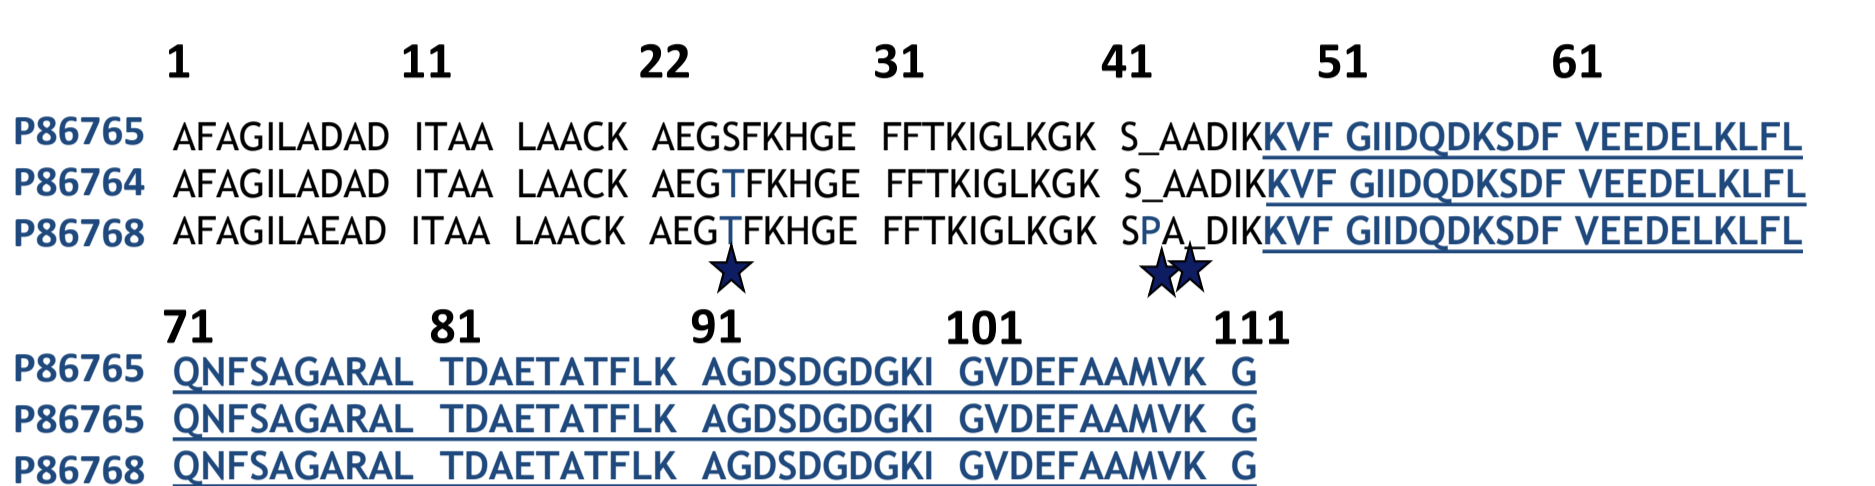 1 11 22 31 41 51 61
P86765 AFAGILADAD ITAA LAACK AEGSFKHGE FFTKIGLKGK S_AADIKKVF GIIDQDKSDF VEEDELKLFL
P86764 AFAGILADAD ITAA LAACK AEGTFKHGE FFTKIGLKGK S_AADIKKVF GIIDQDKSDF VEEDELKLFL
P86768 AFAGILAEAD ITAA LAACK AEGTFKHGE FFTKIGLKGK SPA_DIKKVF GIIDQDKSDF VEEDELKLFL
71 81 91 101 111
P86765 QNFSAGARAL TDAETATFLK AGDSDGDGKI GVDEFAAMVK G
P86765 QNFSAGARAL TDAETATFLK AGDSDGDGKI GVDEFAAMVK G
P86768 QNFSAGARAL TDAETATFLK AGDSDGDGKI GVDEFAAMVK G